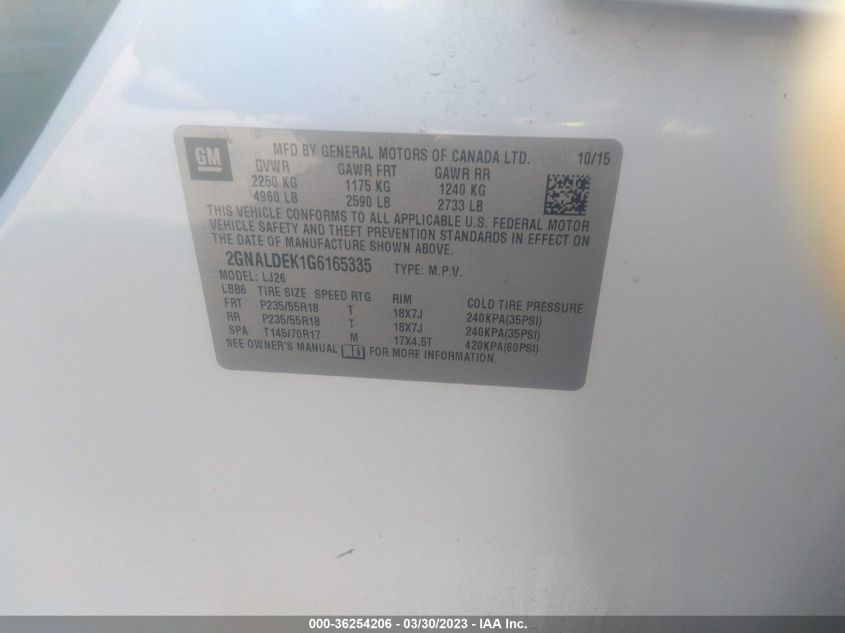 GM
MFD BY GENERAL MOTORS OF CANADA LTD. 10/15
GVWR GAWR FRT GAWR RR
2250 KG 1175 KG 1240 KG
4960 LB 2590 LB 2733 LB
THIS VEHICLE CONFORMS TO ALL APPLICABLE U.S. FEDERAL MOTOR
VEHICLE SAFETY AND THEFT PREVENTION STANDARDS IN EFFECT ON
THE DATE OF MANUFACTURE SHOWN ABOVE.
2GNALDEK1G6165335 TYPE: M.P.V.
MODEL: LJ26
LBB6 TIRE SIZE SPEED RTG RIM COLD TIRE PRESSURE
FRT P235/55R18 T 18X7J 240KPA(35PSI)
RR P235/55R18 T 18X7J 240KPA(35PSI)
SPA T145/70R17 M 17X4.5T 420KPA(60PSI)
SEE OWNER'S MANUAL i FOR MORE INFORMATION.
000-36254206 - 03/30/2023 - IAA Inc.